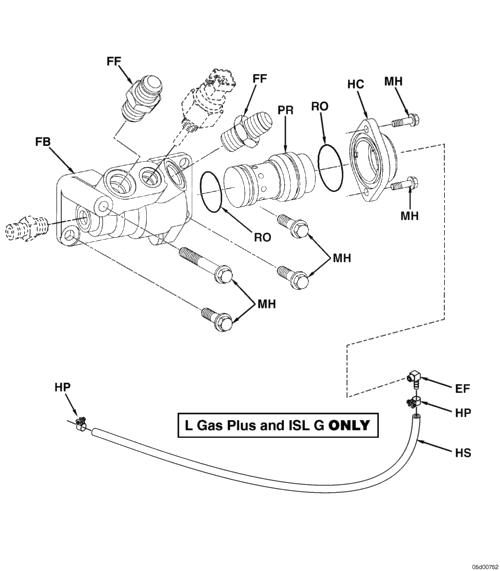 FF
FF
HC
MH
PR
RO
FB
MH
RO
MH
MH
EF
HP
HP
L Gas Plus and ISL G ONLY
HS
05d00752